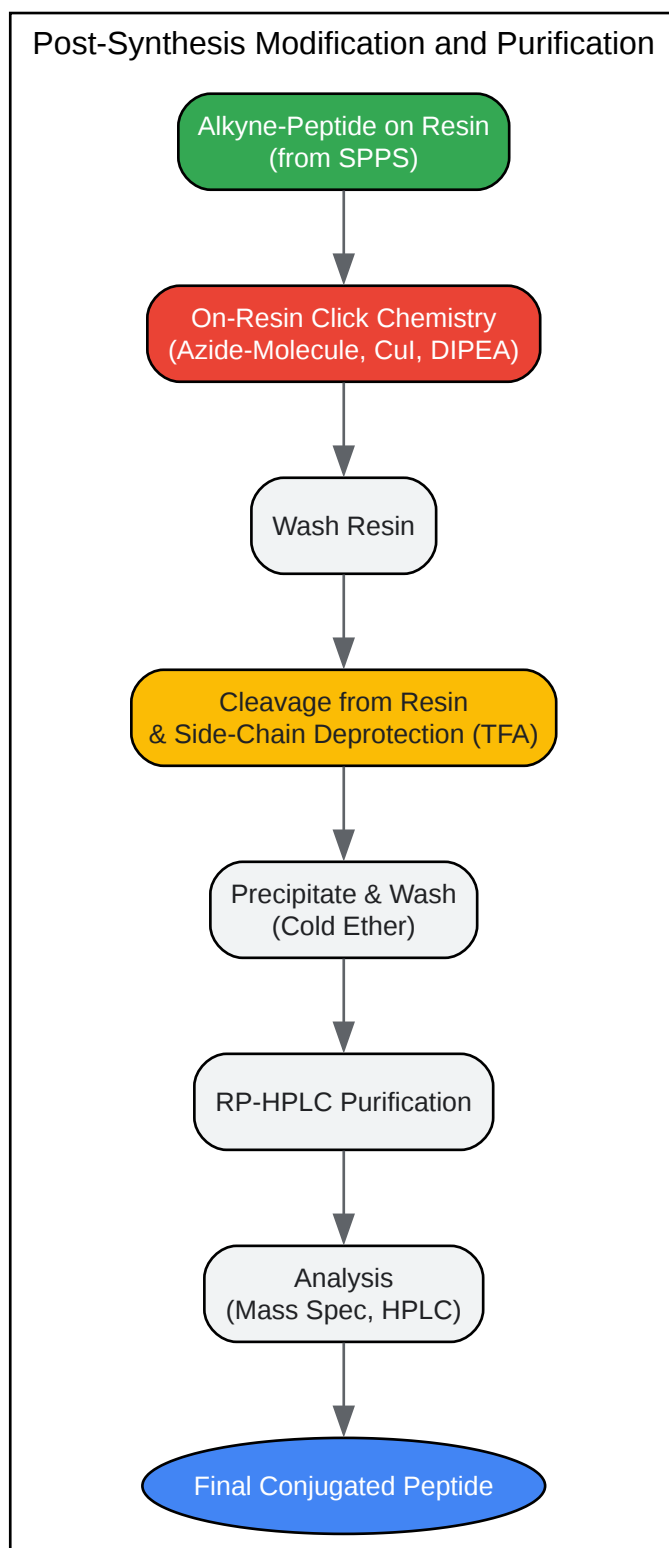 Post-Synthesis Modification and Purification
Alkyne-Peptide on Resin
(from SPPS)
On-Resin Click Chemistry
(Azide-Molecule, CuI, DIPEA)
Wash Resin
Cleavage from Resin
& Side-Chain Deprotection (TFA)
Precipitate & Wash
(Cold Ether)
RP-HPLC Purification
Analysis
(Mass Spec, HPLC)
Final Conjugated Peptide